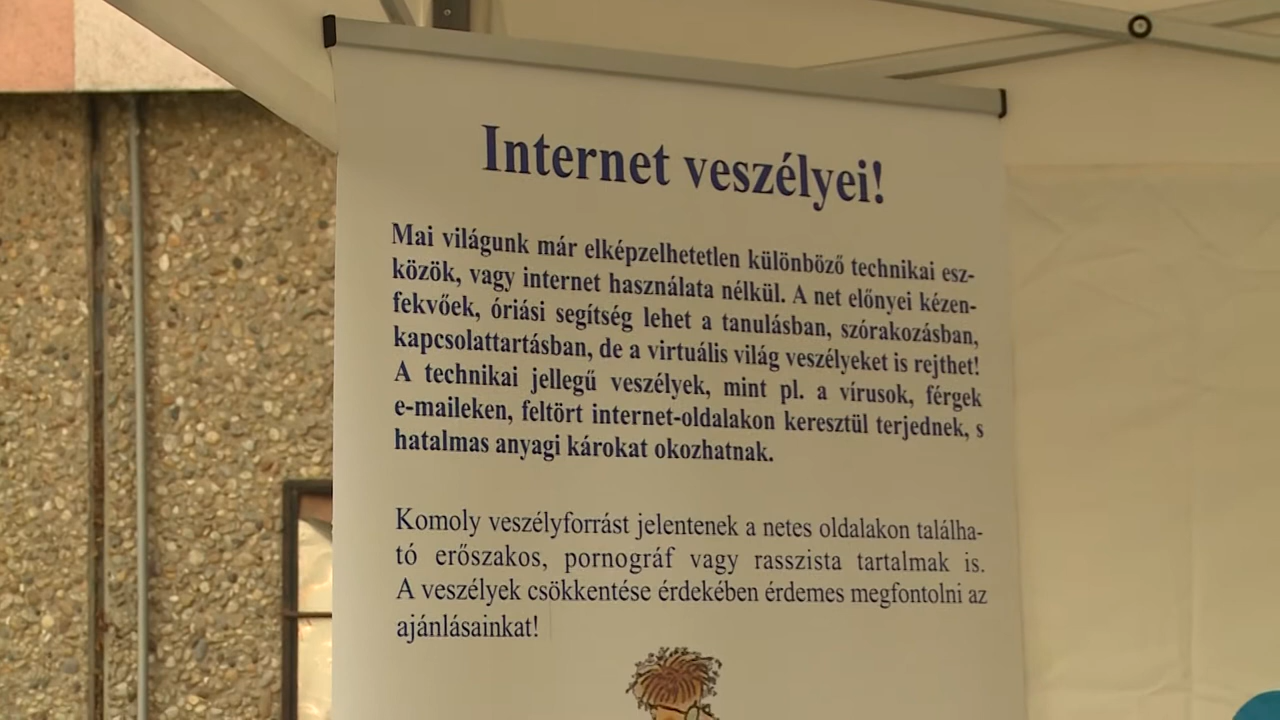 Internet veszélyei!
Mai világunk már elképzelhetetlen különböző technikai esz-
közök, vagy internet használata nélkül. A net előnyei kézen-
fekvőek, óriási segítség lehet a tanulásban, szórakozásban,
kapcsolattartásban, de a virtuális világ veszélyeket is rejthet!
A technikai jellegű veszélyek, mint pl. a vírusok, férgek
e-maileken, feltört internet-oldalakon keresztül terjednek, s
hatalmas anyagi károkat okozhatnak.
Komoly veszélyforrást jelentenek a netes oldalakon találha-
tó erőszakos, pornográf vagy rasszista tartalmak is.
A veszélyek csökkentése érdekében érdemes megfontolni az
ajánlásainkat!